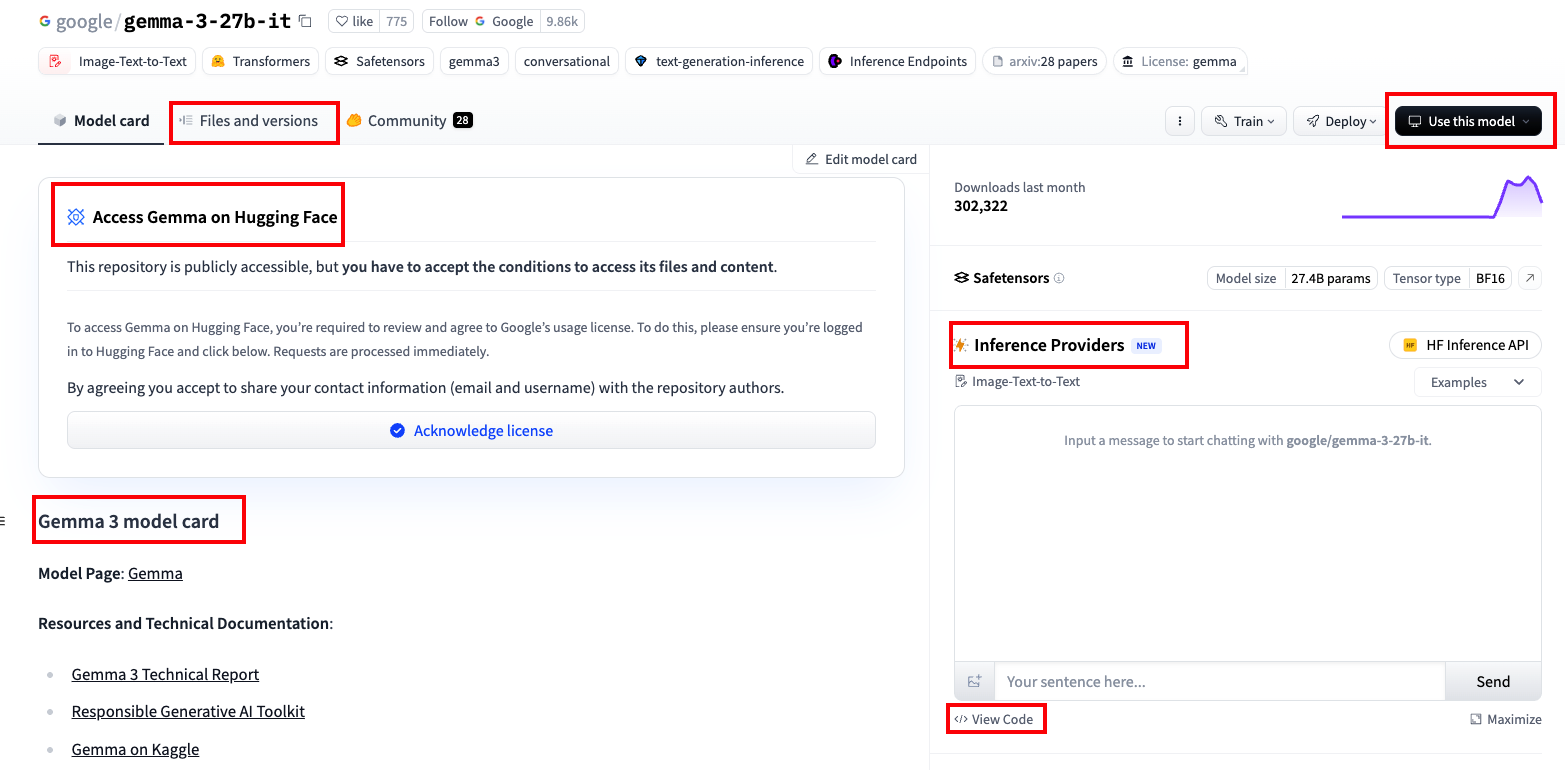 google/gemma-3-27b-it like 775 Follow Google 9.86k
Image-Text-to-Text Transformers Safetensors gemma3 conversational text-generation-inference Inference Endpoints arxiv:28 papers License: gemma
Model card Files and versions Community 28 Train Deploy Use this model
Edit model card
Access Gemma on Hugging Face
This repository is publicly accessible, but you have to accept the conditions to access its files and content.
To access Gemma on Hugging Face, you're required to review and agree to Google's usage license. To do this, please ensure you're logged
in to Hugging Face and click below. Requests are processed immediately.
By agreeing you accept to share your contact information (email and username) with the repository authors.
Acknowledge license
Gemma 3 model card
Model Page: Gemma
Resources and Technical Documentation:
Gemma 3 Technical Report
Responsible Generative AI Toolkit
Gemma on Kaggle
Downloads last month
302,322
Safetensors Model size 27.4B params Tensor type BF16
Inference Providers NEW HF HF Inference API
Image-Text-to-Text Examples
Input a message to start chatting with google/gemma-3-27b-it.
Your sentence here... Send
</> View Code Maximize